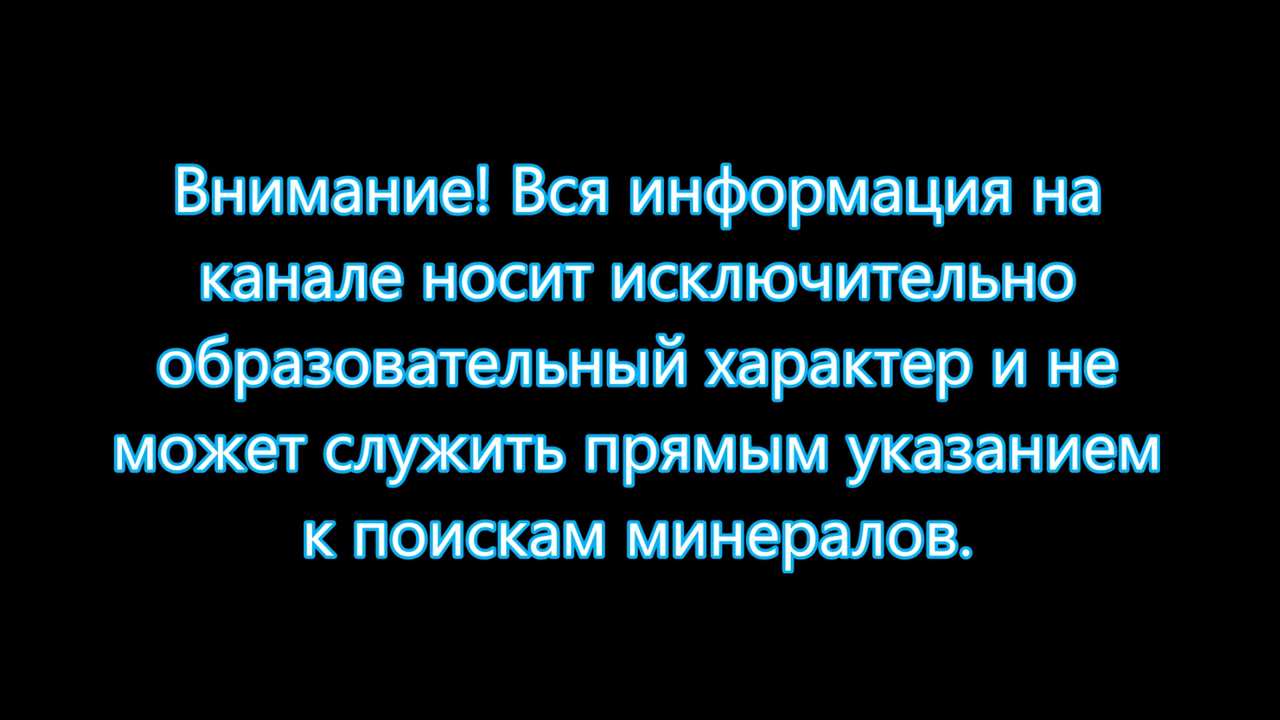 Внимание! Вся информация на
канале носит исключительно
образовательный характер и не
может служить прямым указанием
к поискам минералов.